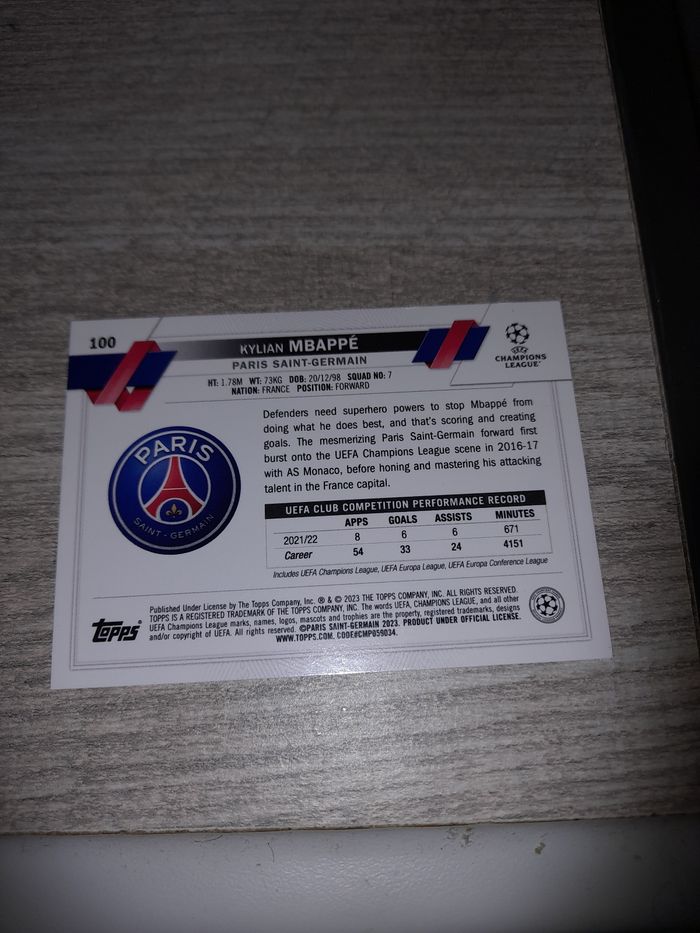 100
KYLIAN MBAPPÉ
PARIS SAINT-GERMAIN
HT: 1.78M WT: 73KG DOB: 20/12/98 SQUAD NO: 7
NATION: FRANCE POSITION: FORWARD
UEFA
CHAMPIONS
LEAGUE
PARIS
SAINT-GERMAIN
Defenders need superhero powers to stop Mbappé from
doing what he does best, and that's scoring and creating
goals. The mesmerizing Paris Saint-Germain forward first
burst onto the UEFA Champions League scene in 2016-17
with AS Monaco, before honing and mastering his attacking
talent in the France capital.
UEFA CLUB COMPETITION PERFORMANCE RECORD
APPS GOALS ASSISTS MINUTES
2021/22 8 6 6 671
Career 54 33 24 4151
Includes UEFA Champions League, UEFA Europa League, UEFA Europa Conference League
Topps®
Published Under License by The Topps Company, Inc. ® & © 2023 THE TOPPS COMPANY, INC. ALL RIGHTS RESERVED.
TOPPS IS A REGISTERED TRADEMARK OF THE TOPPS COMPANY, INC. The words UEFA, CHAMPIONS LEAGUE, and all other
UEFA Champions League marks, names, logos, mascots and trophies are the property, registered trademarks, designs
and/or copyright of UEFA. All rights reserved. ©PARIS SAINT-GERMAIN 2023. PRODUCT UNDER OFFICIAL LICENSE.
WWW.TOPPS.COM. CODE#CMP059034.